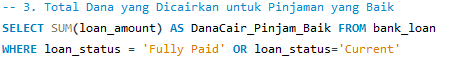 -- 3. Total Dana yang Dicairkan untuk Pinjaman yang Baik
SELECT SUM(loan_amount) AS DanaCair_Pinjam_Baik FROM bank_loan
WHERE loan_status = 'Fully Paid' OR loan_status='Current'